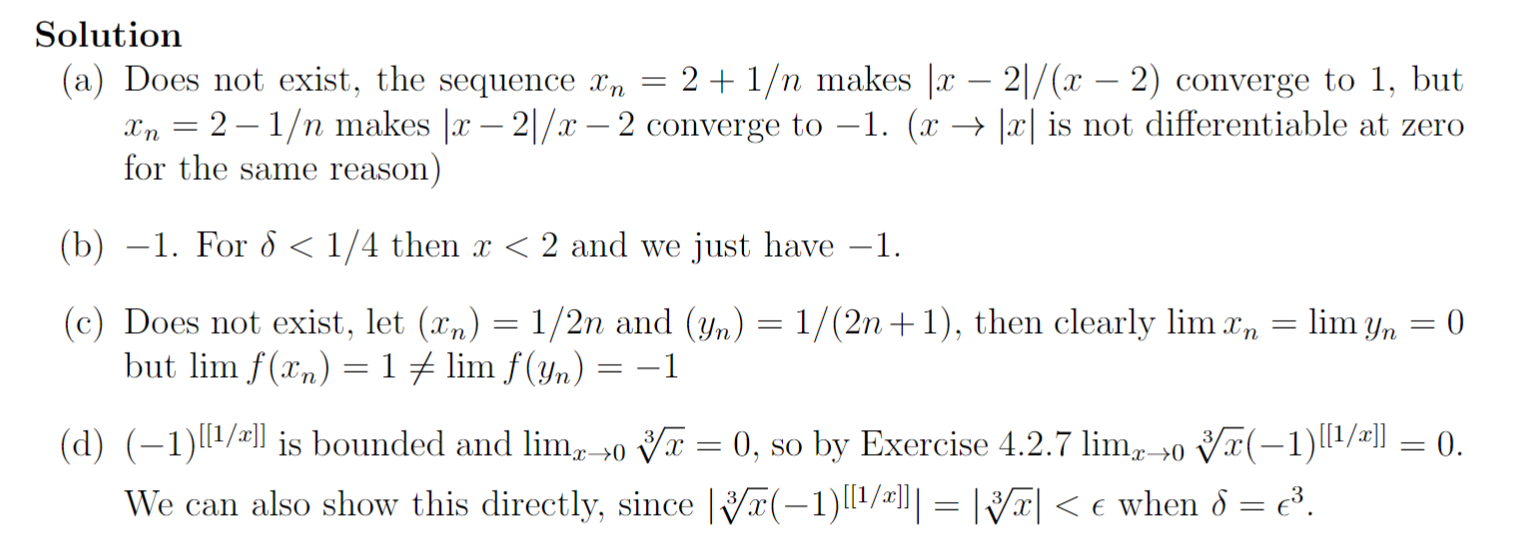 Solution
(a) Does not exist, the sequence xₙ = 2 + 1/n makes |x − 2|/(x − 2) converge to 1, but
xₙ = 2 − 1/n makes |x − 2|/x − 2 converge to −1. (x → |x| is not differentiable at zero
for the same reason)
(b) −1. For δ < 1/4 then x < 2 and we just have −1.
(c) Does not exist, let (xₙ) = 1/2n and (yₙ) = 1/(2n + 1), then clearly lim xₙ = lim yₙ = 0
but lim f(xₙ) = 1 ≠ lim f(yₙ) = −1
(d) (−1)^[[1/x]] is bounded and lim_{x→0} ∛x = 0, so by Exercise 4.2.7 lim_{x→0} ∛x(−1)^[[1/x]] = 0.
We can also show this directly, since |∛x(−1)^[[1/x]]| = |∛x| < ϵ when δ = ϵ³.